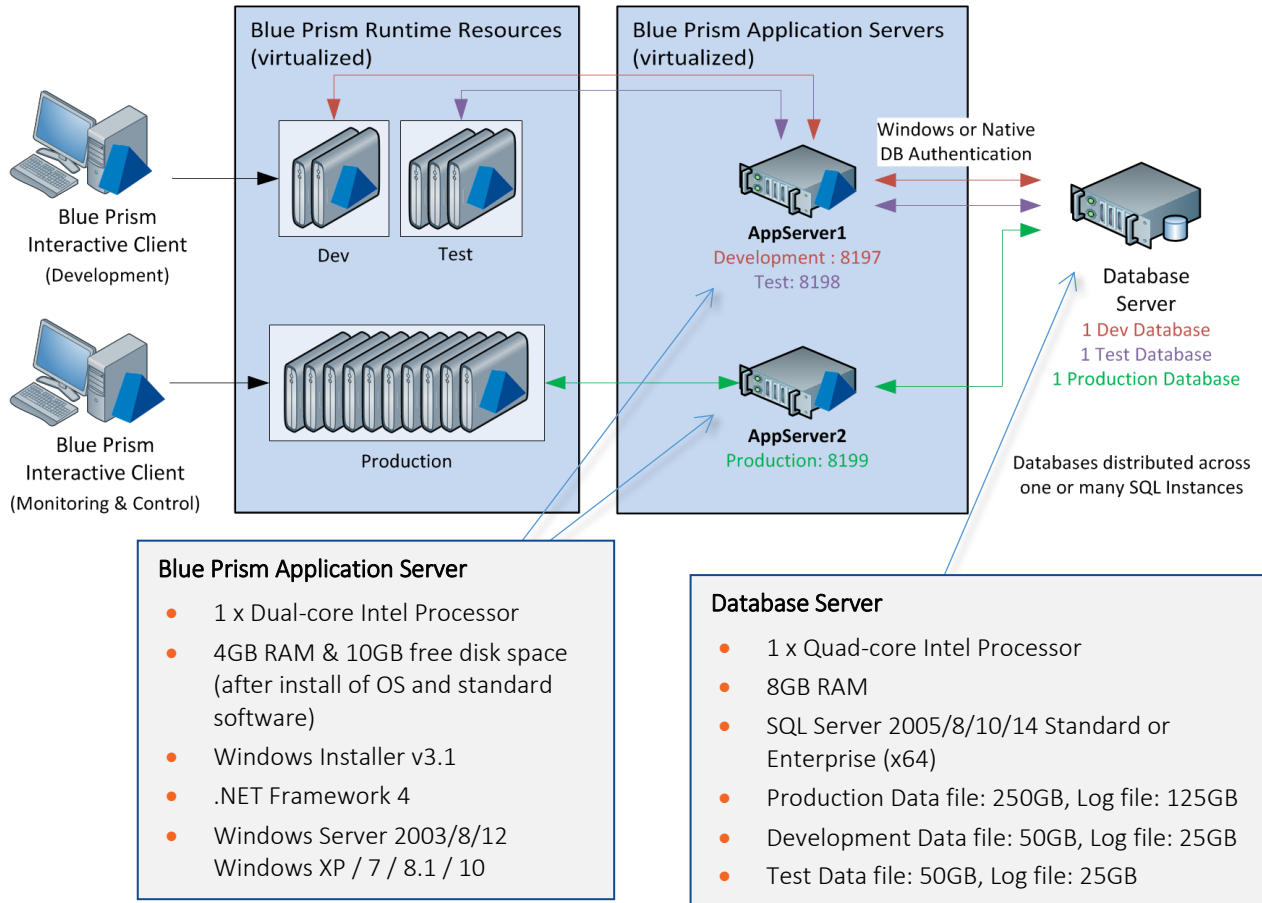 Blue Prism Runtime Resources
(virtualized)
Blue Prism Application Servers
(virtualized)
Blue Prism
Interactive Client
(Development)
Dev
Test
Windows or Native
DB Authentication
AppServer1
Development : 8197
Test: 8198
Database
Server
1 Dev Database
1 Test Database
1 Production Database
Blue Prism
Interactive Client
(Monitoring & Control)
Production
AppServer2
Production: 8199
Databases distributed across
one or many SQL Instances
Blue Prism Application Server
• 1 x Dual-core Intel Processor
• 4GB RAM & 10GB free disk space
(after install of OS and standard
software)
• Windows Installer v3.1
• .NET Framework 4
• Windows Server 2003/8/12
Windows XP / 7 / 8.1 / 10
Database Server
• 1 x Quad-core Intel Processor
• 8GB RAM
• SQL Server 2005/8/10/14 Standard or
Enterprise (x64)
• Production Data file: 250GB, Log file: 125GB
• Development Data file: 50GB, Log file: 25GB
• Test Data file: 50GB, Log file: 25GB